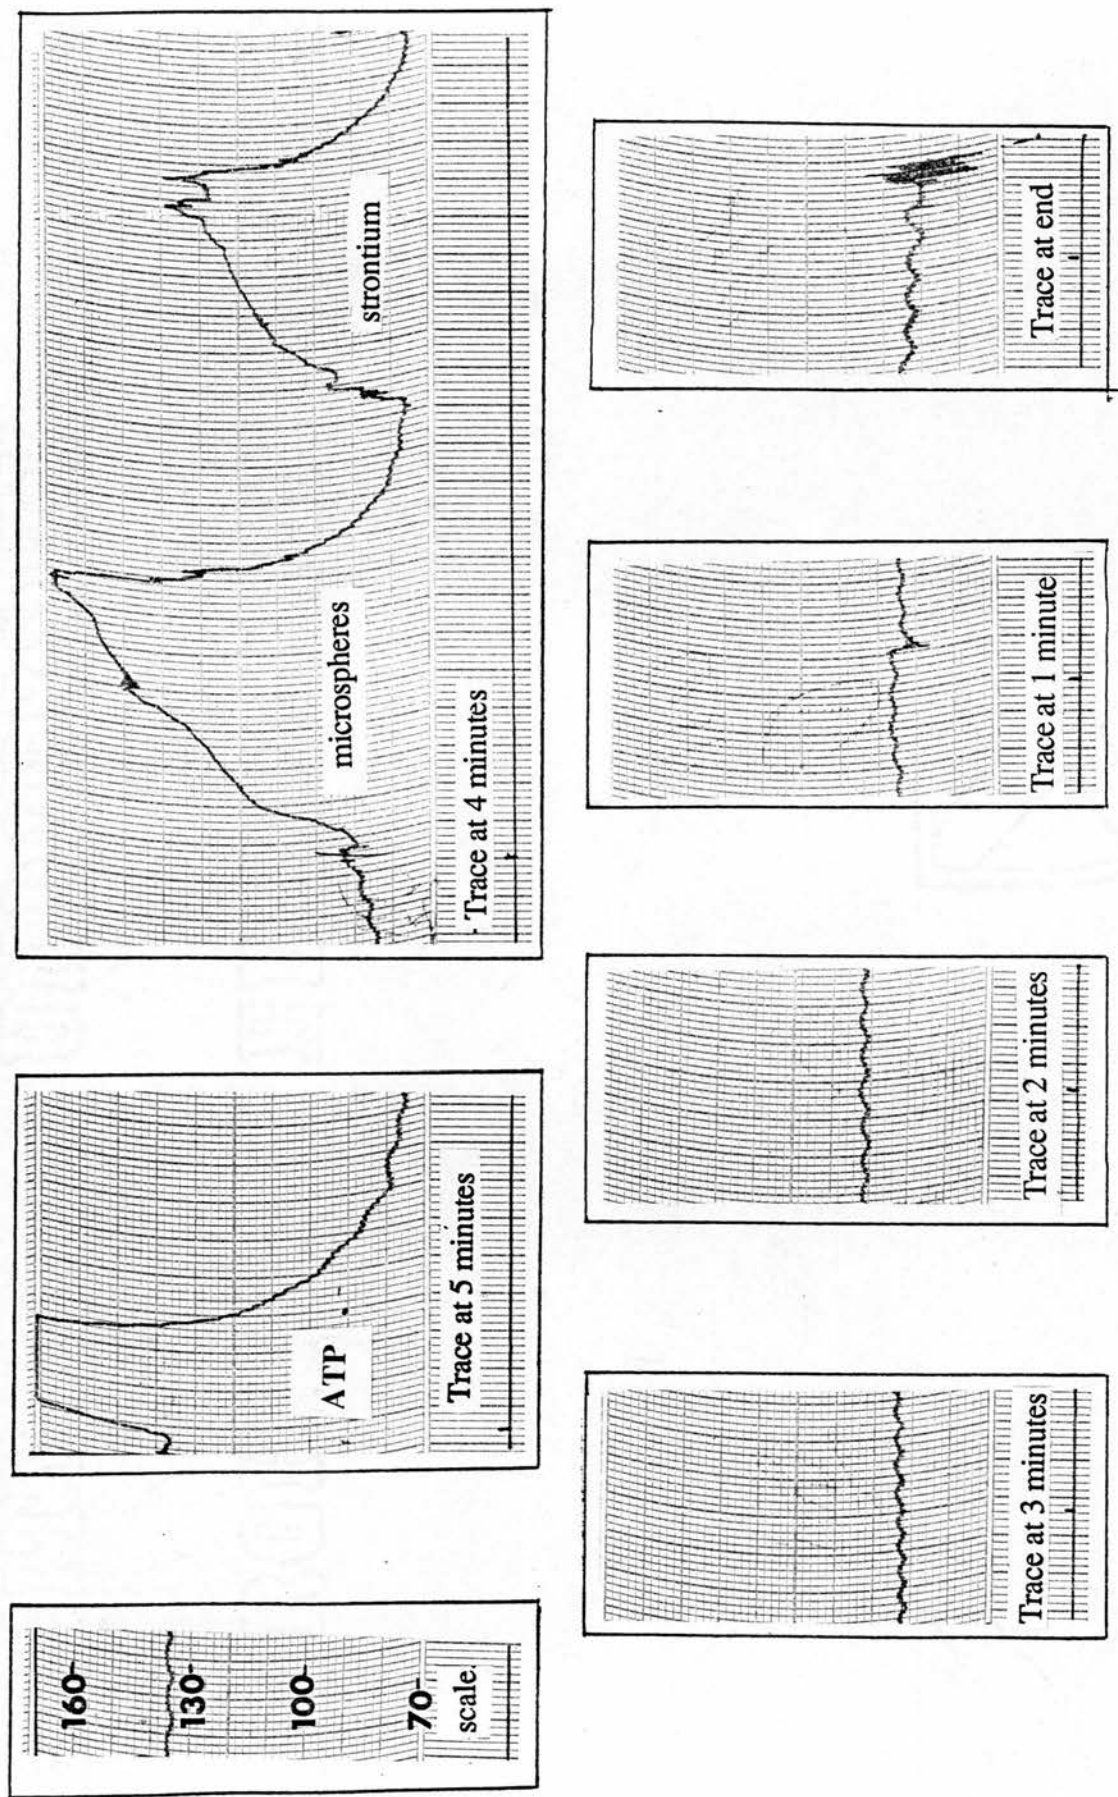 160-
130-
100-
70-
scale.
ATP
Trace at 5 minutes
microspheres
strontium
Trace at 4 minutes
Trace at 3 minutes
Trace at 2 minutes
Trace at 1 minute
Trace at end